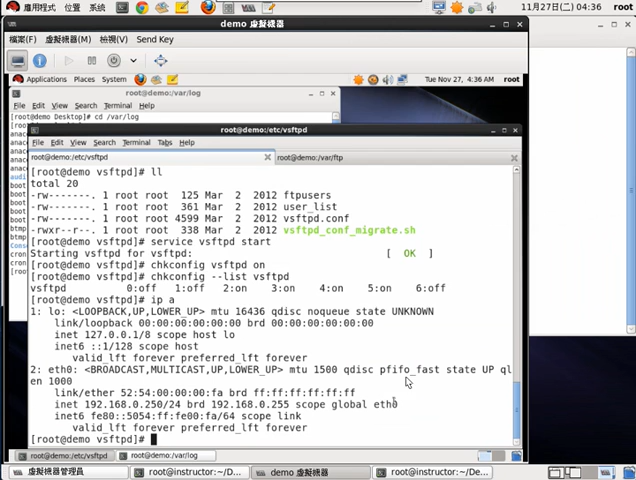 應用程式 位置 系統 11月27日(二) 04:36 root
demo 虛擬機器
檔案(F) 虛擬機器(M) 檢視(V) Send Key
Applications Places System Tue Nov 27, 4:36 AM root
root@demo:/var/log
File Edit View Search Terminal Help
[root@demo Desktop]# cd /var/log
root@demo:/etc/vsftpd
File Edit View Search Terminal Tabs Help
root@demo:/etc/vsftpd root@demo:/var/ftp
[root@demo vsftpd]# ll
total 20
-rw-------. 1 root root 125 Mar 2 2012 ftpusers
-rw-------. 1 root root 361 Mar 2 2012 user_list
-rw-------. 1 root root 4599 Mar 2 2012 vsftpd.conf
-rwxr--r--. 1 root root 338 Mar 2 2012 vsftpd_conf_migrate.sh
[root@demo vsftpd]# service vsftpd start
Starting vsftpd for vsftpd: [ OK ]
[root@demo vsftpd]# chkconfig vsftpd on
[root@demo vsftpd]# chkconfig --list vsftpd
vsftpd 0:off 1:off 2:on 3:on 4:on 5:on 6:off
[root@demo vsftpd]# ip a
1: lo: <LOOPBACK,UP,LOWER_UP> mtu 16436 qdisc noqueue state UNKNOWN
link/loopback 00:00:00:00:00:00 brd 00:00:00:00:00:00
inet 127.0.0.1/8 scope host lo
inet6 ::1/128 scope host
valid_lft forever preferred_lft forever
2: eth0: <BROADCAST,MULTICAST,UP,LOWER_UP> mtu 1500 qdisc pfifo_fast state UP ql
en 1000
link/ether 52:54:00:00:00:fa brd ff:ff:ff:ff:ff:ff
inet 192.168.0.250/24 brd 192.168.0.255 scope global eth0
inet6 fe80::5054:ff:fe00:fa/64 scope link
valid_lft forever preferred_lft forever
[root@demo vsftpd]#
root@demo:/etc/vsftpd root@demo:/var/log
虛擬機器管理員 root@instructor:~/D... demo 虛擬機器 root@instructor:~/D...